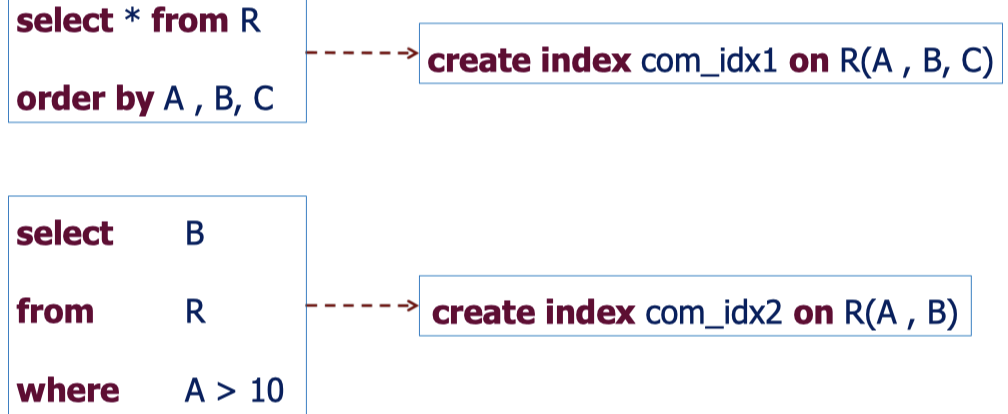 select * from R
order by A , B, C
create index com_idx1 on R(A , B, C)
select B
from R
where A > 10
create index com_idx2 on R(A , B)